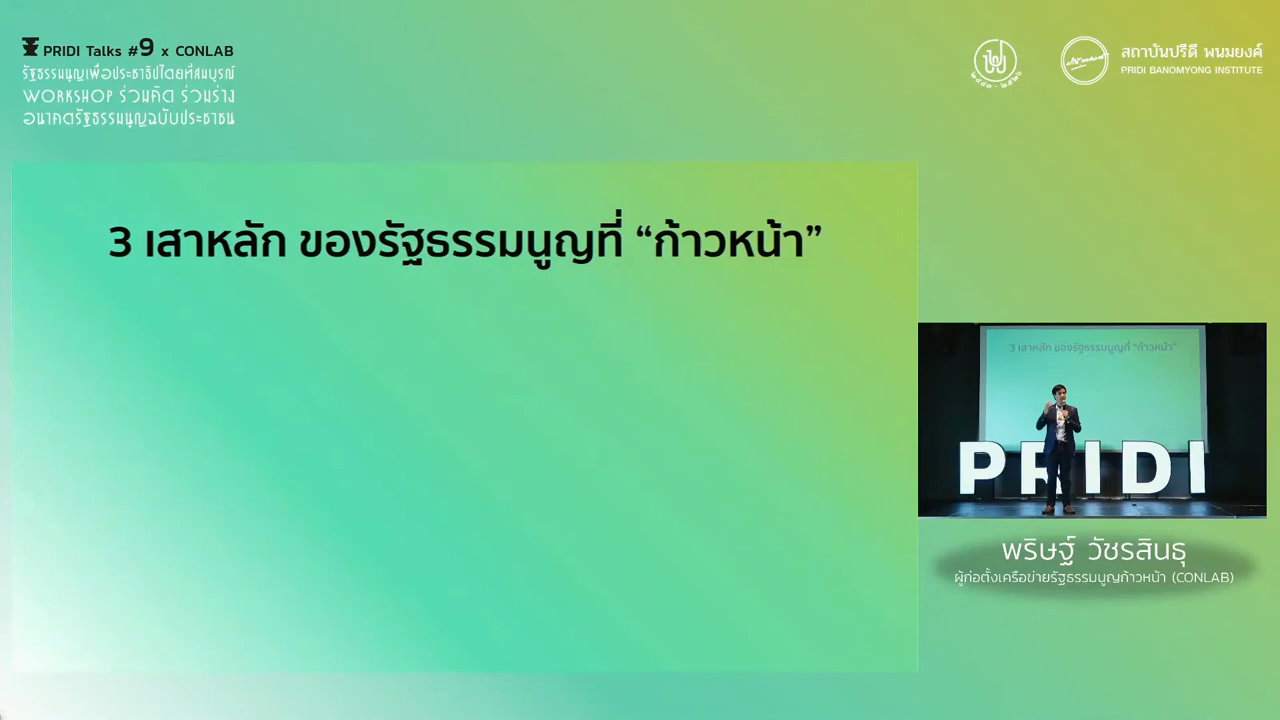 PRIDI Talks #9 x CONLAB
รัฐธรรมนูญเพื่อประชาธิปไตยที่สมบูรณ์
WORKSHOP ร่วมคิด ร่วมร่าง
อนาคตรัฐธรรมนูญฉบับประชาชน
สถาบันปรีดี พนมยงค์
PRIDI BANOMYONG INSTITUTE
3 เสาหลัก ของรัฐธรรมนูญที่ “ก้าวหน้า”
3 เสาหลัก ของรัฐธรรมนูญที่ “ก้าวหน้า”
PRIDI
พริษฐ์ วัชรสินธุ
ผู้ก่อตั้งเครือข่ายรัฐธรรมนูญก้าวหน้า (CONLAB)